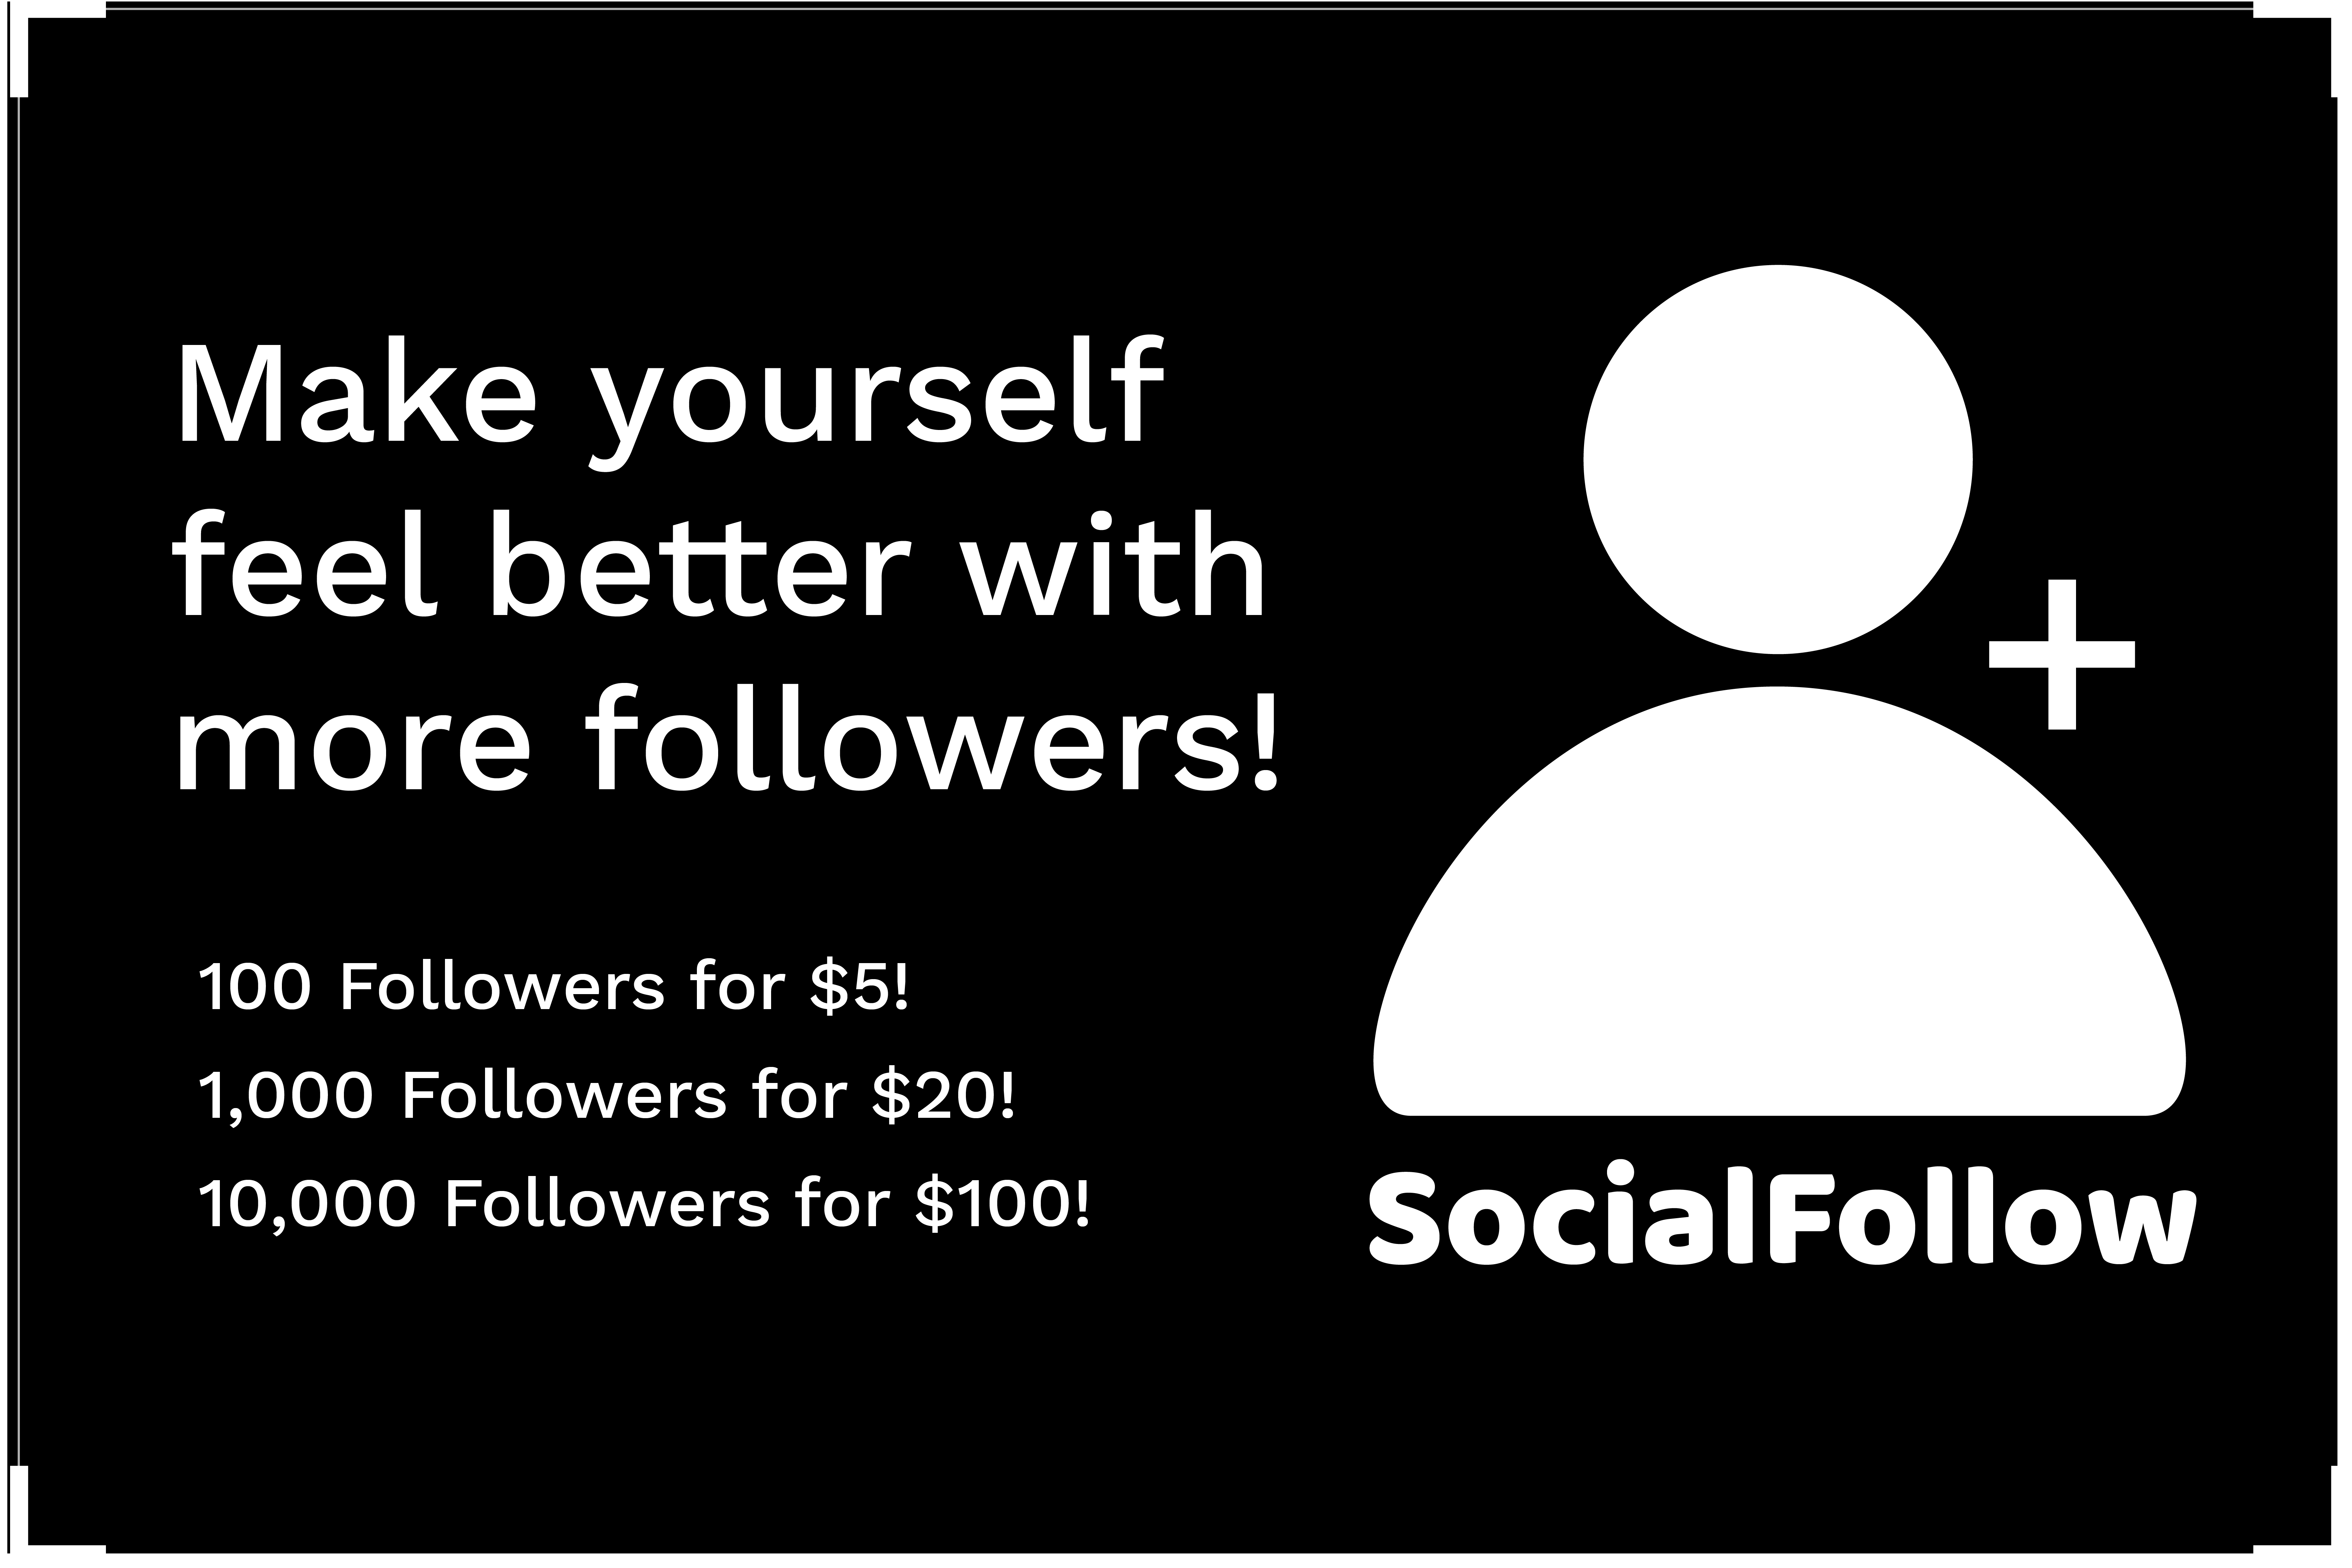 Make yourself
feel better with
more followers!
100 Followers for $5!
1,000 Followers for $20!
10,000 Followers for $100!
SocialFollow